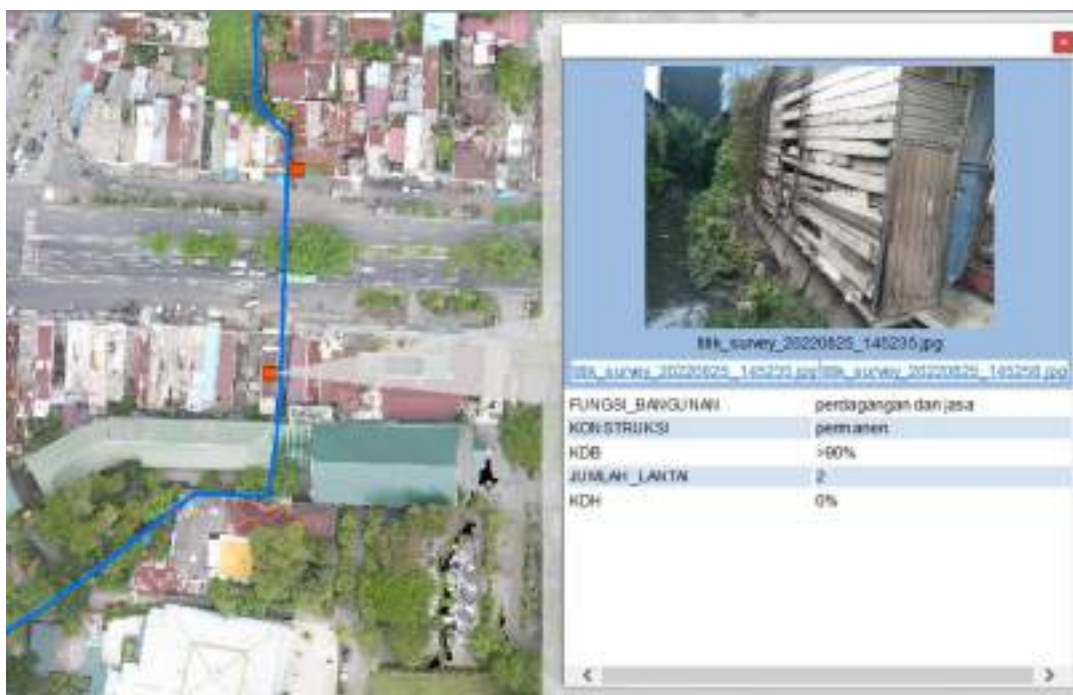 titik_survey_20220825_145235.jpg
titik_survey_20220825_145235.jpg titik_survey_20220825_145258.jpg
FUNGSI_BANGUNAN perdagangan dan jasa
KONSTRUKSI permanen
KDB >90%
JUMLAH_LANTAI 2
KDH 0%